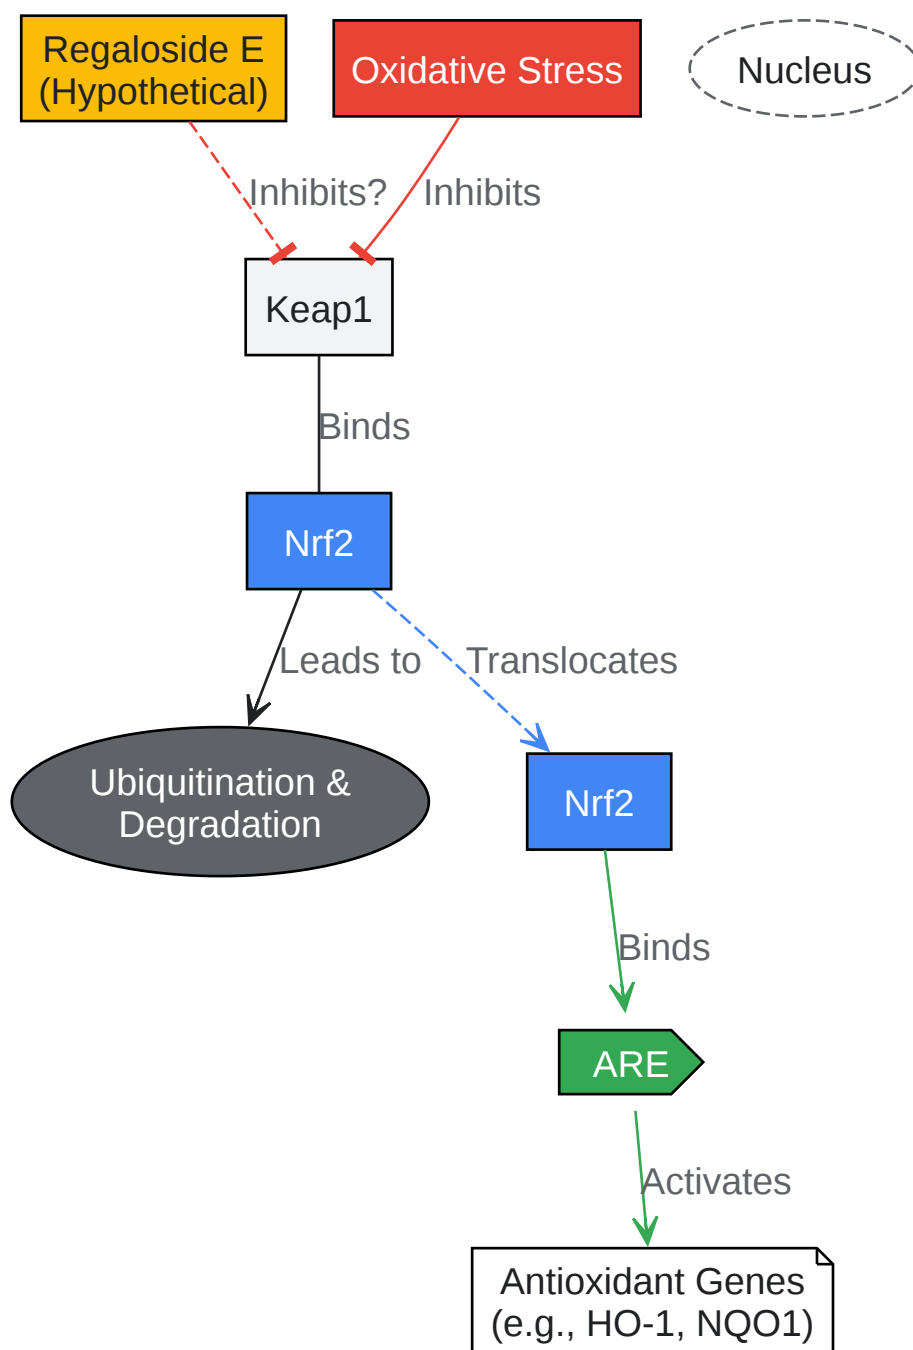 Regaloside E
(Hypothetical)
Oxidative Stress
Nucleus
Inhibits?
Inhibits
Keap1
Binds
Nrf2
Leads to
Translocates
Ubiquitination &
Degradation
Nrf2
Binds
ARE
Activates
Antioxidant Genes
(e.g., HO-1, NQO1)